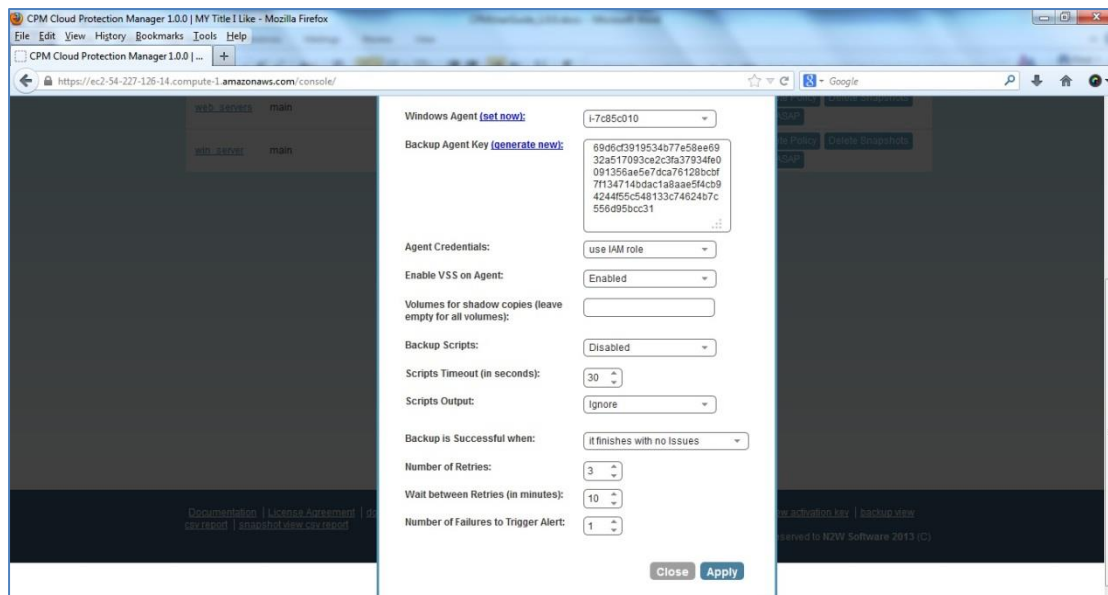 CPM Cloud Protection Manager 1.0.0 | MY Title I Like - Mozilla Firefox
File Edit View History Bookmarks Tools Help
CPM Cloud Protection Manager 1.0.0 | ... +
https://ec2-54-227-126-14.compute-1.amazonaws.com/console/
Google
web_servers main
Delete Snapshots
ASAP
win_server main
Policy Delete Snapshots
ASAP
Windows Agent (set now): i-7c85c010
Backup Agent Key (generate new):
69d6cf3919534b77e58ee69
32a517093ce2c3fa37934fe0
091356ae5e7dca76128bcbf
7f134714bdac1a8aae5f4cb9
4244f55c548133c74624b7c
556d95bcc31
Agent Credentials: use IAM role
Enable VSS on Agent: Enabled
Volumes for shadow copies (leave
empty for all volumes):
Backup Scripts: Disabled
Scripts Timeout (in seconds): 30
Scripts Output: Ignore
Backup is Successful when: it finishes with no Issues
Number of Retries: 3
Wait between Retries (in minutes): 10
Number of Failures to Trigger Alert: 1
Documentation | License Agreement | activation key | backup view
csv report | snapshot view csv report
served to N2W Software 2013 (C)
Close Apply